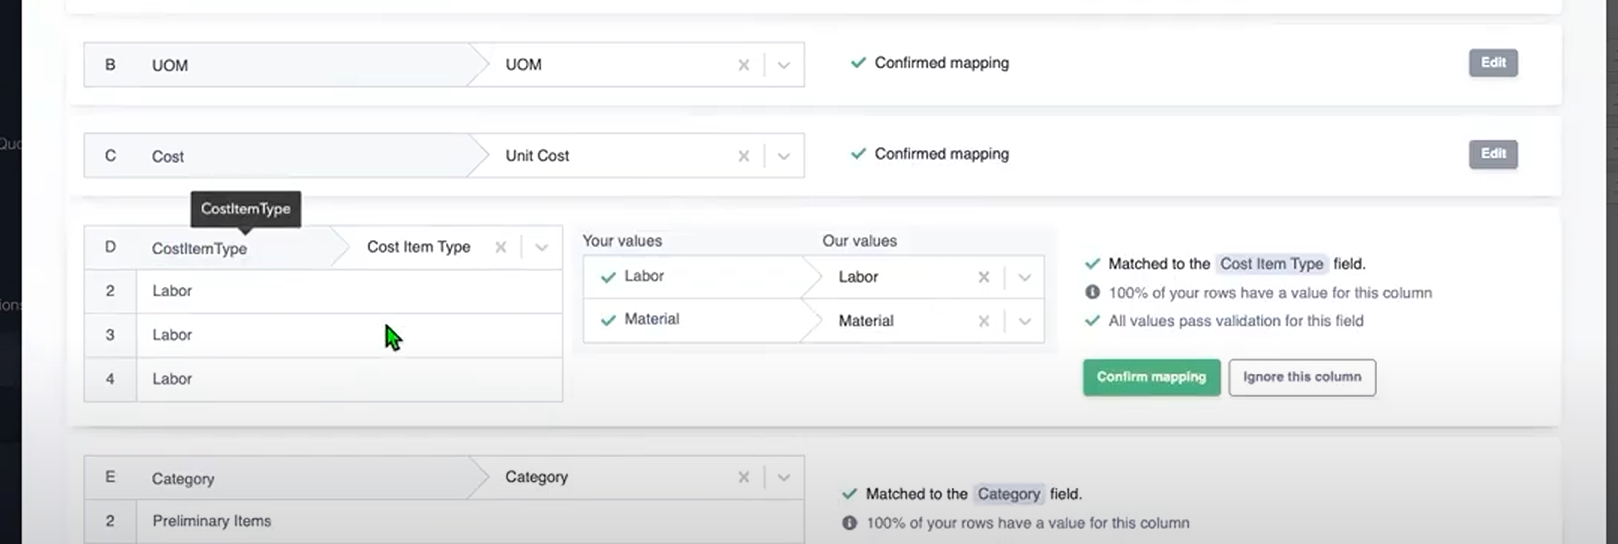 B UOM UOM Confirmed mapping Edit
C Cost Unit Cost Confirmed mapping Edit
CostItemType
D CostItemType Cost Item Type
2 Labor
3 Labor
4 Labor
Your values Our values
Labor Labor
Material Material
Matched to the Cost Item Type field.
100% of your rows have a value for this column
All values pass validation for this field
Confirm mapping Ignore this column
E Category Category
2 Preliminary Items
Matched to the Category field.
100% of your rows have a value for this column